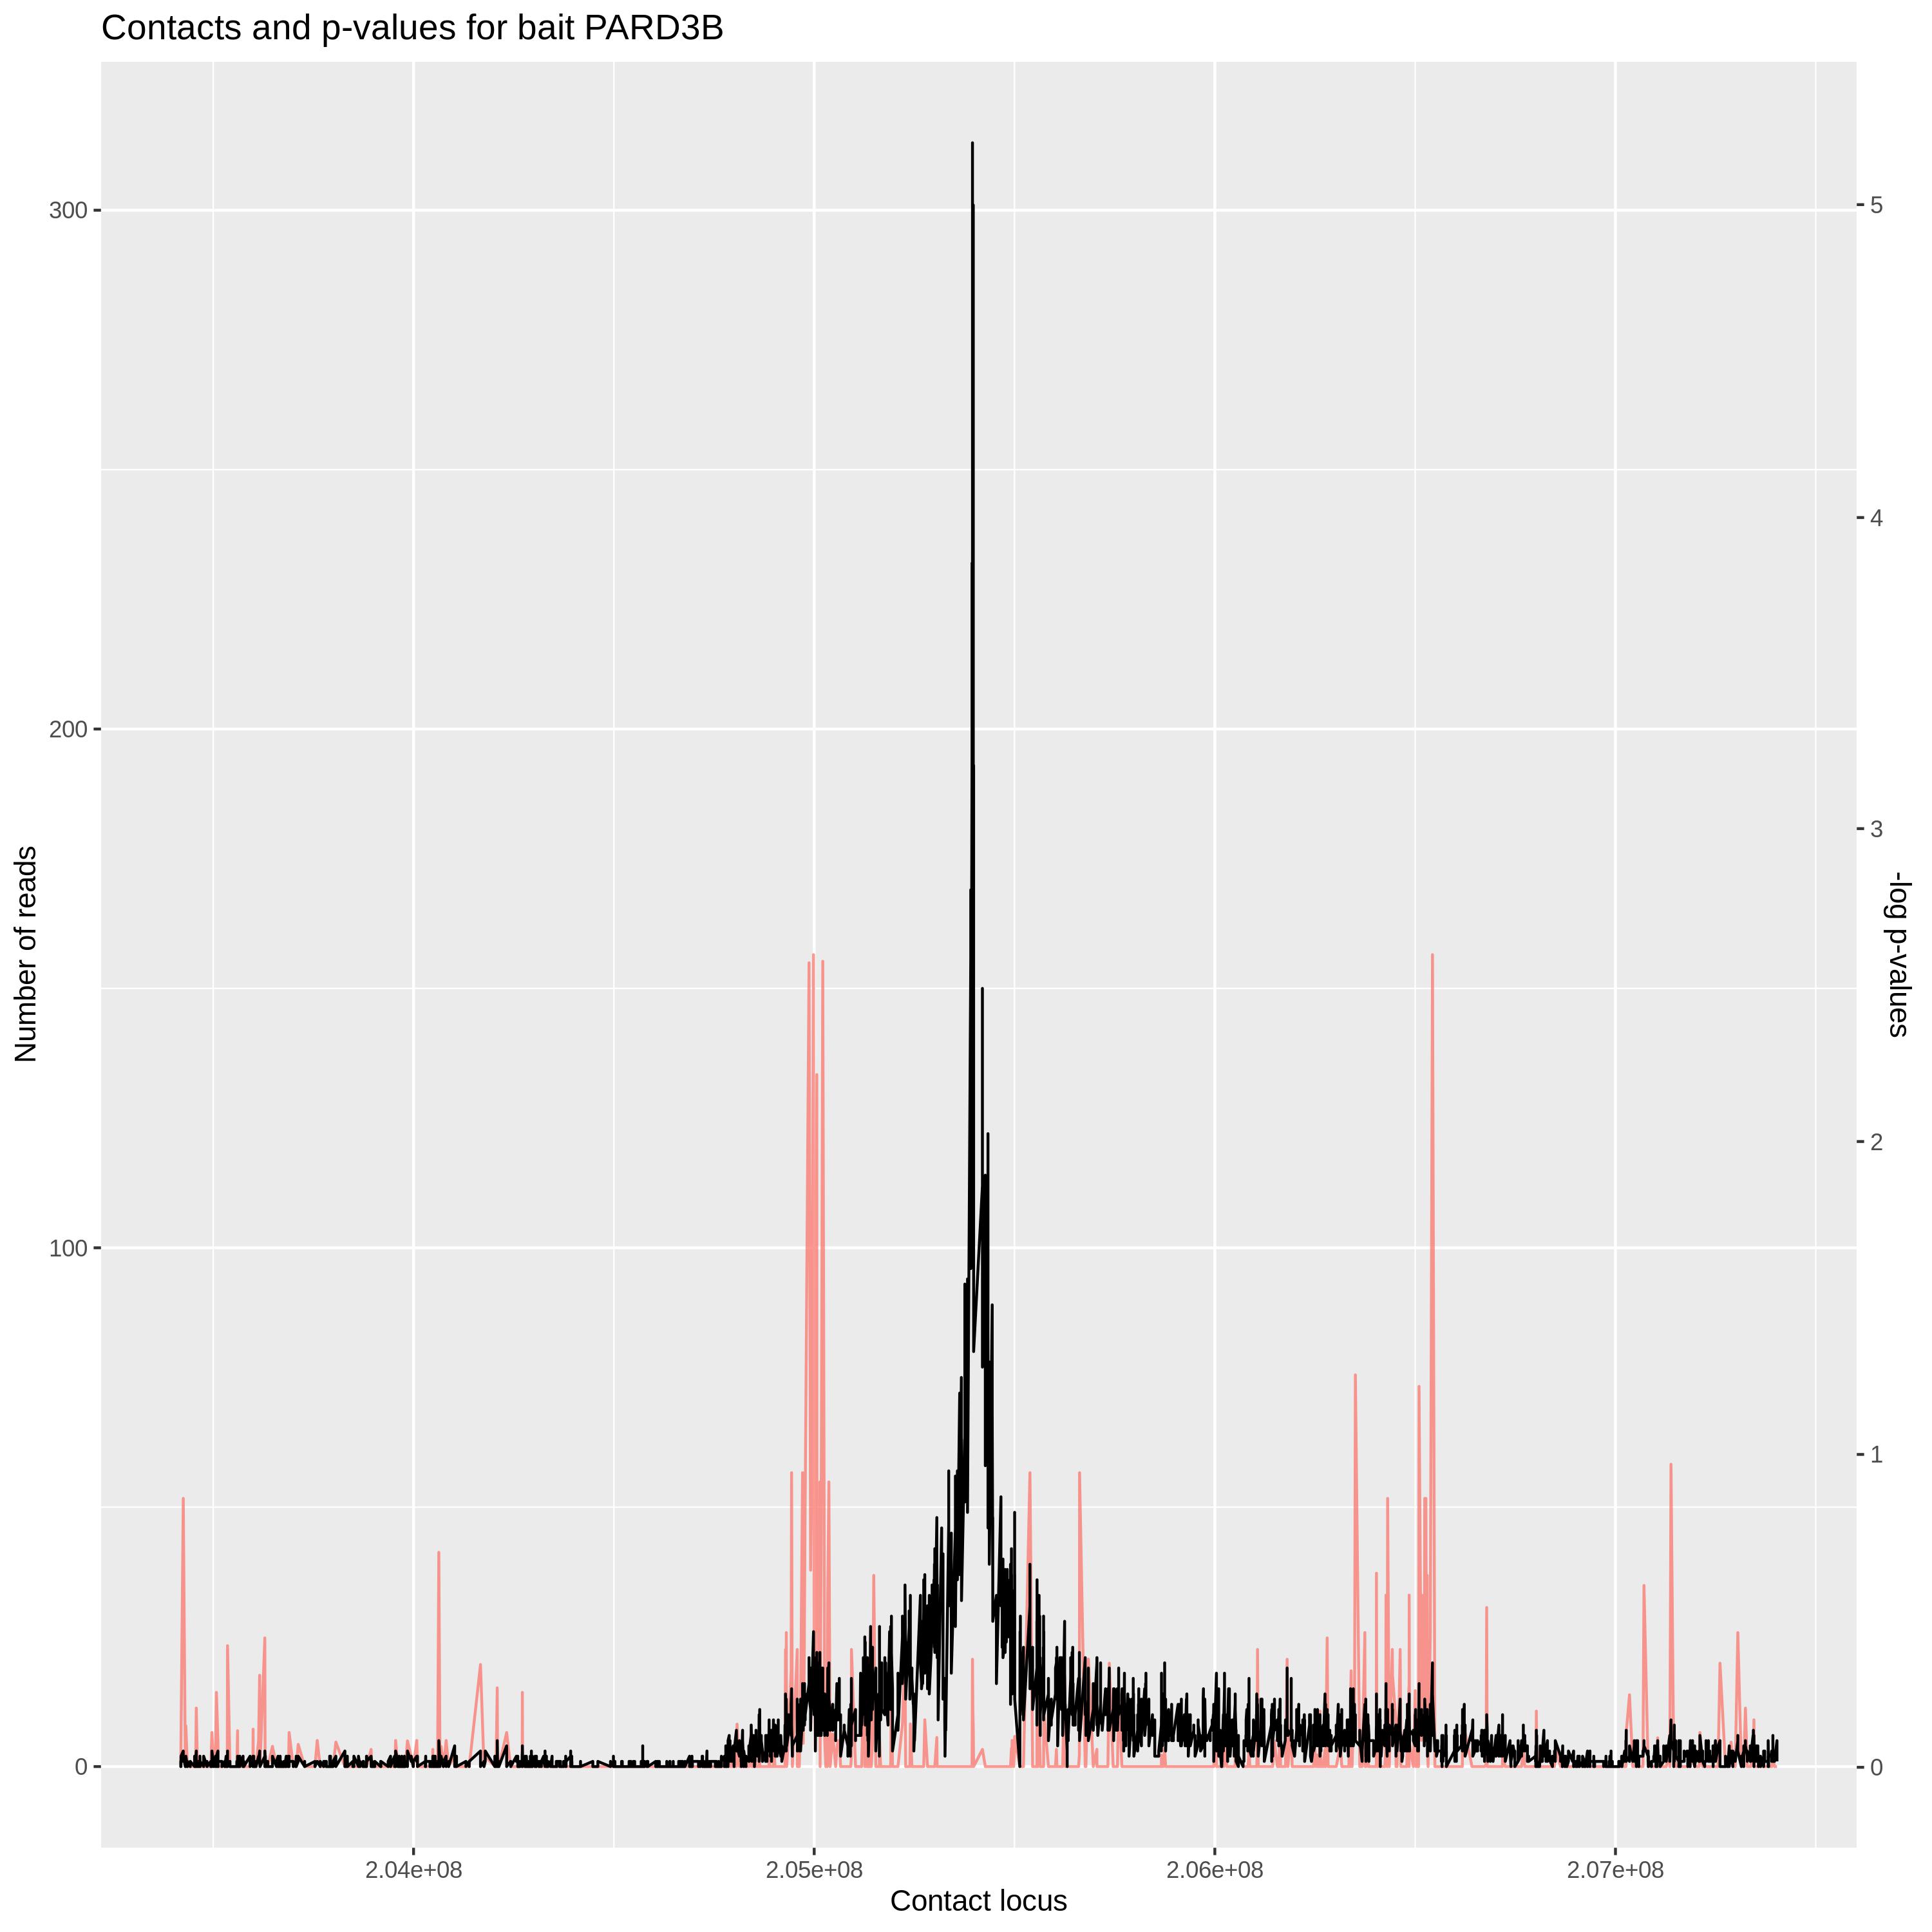 Contacts and p-values for bait PARD3B
300
200
100
0
5
4
3
2
1
0
Number of reads
-log p-values
2.04e+08 2.05e+08 2.06e+08 2.07e+08
Contact locus